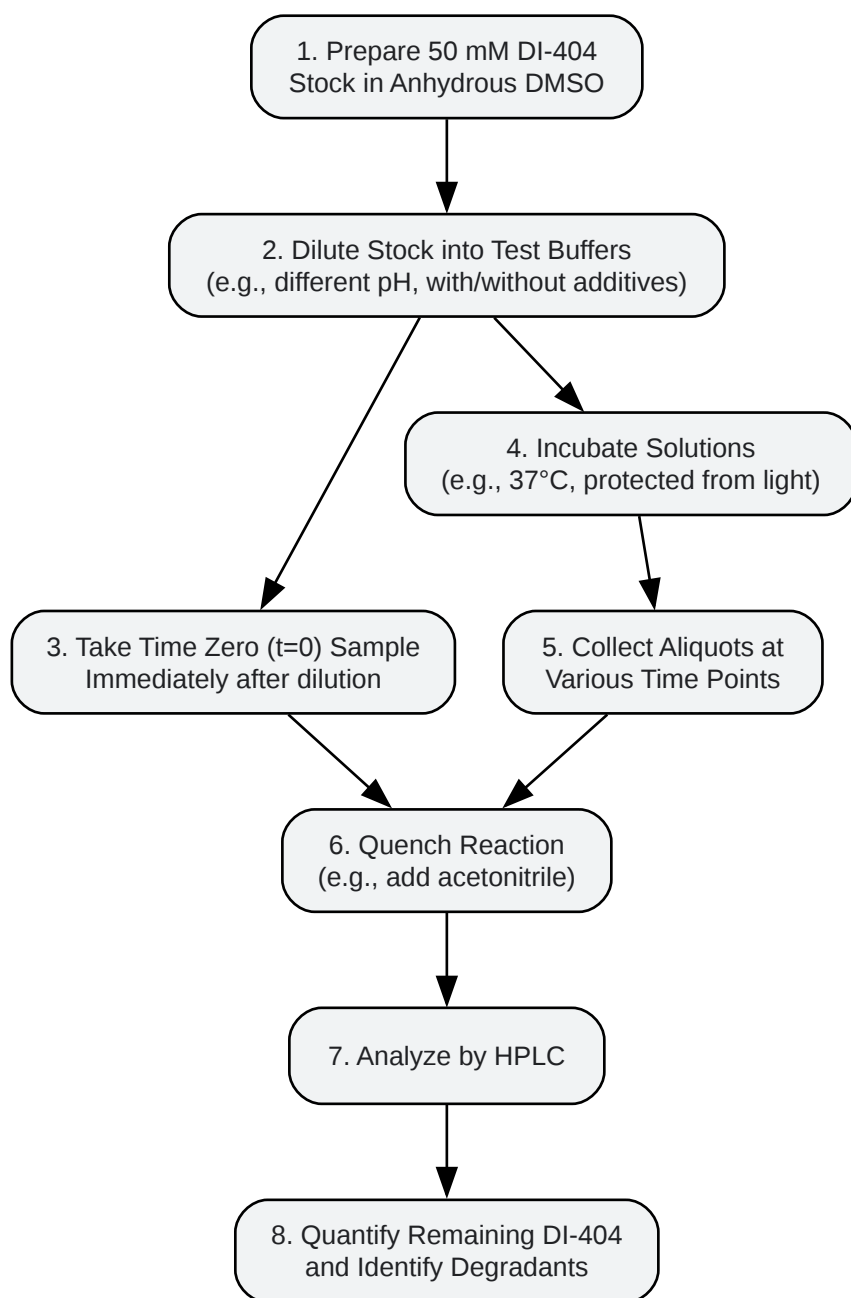 1. Prepare 50 mM DI-404
Stock in Anhydrous DMSO
2. Dilute Stock into Test Buffers
(e.g., different pH, with/without additives)
3. Take Time Zero (t=0) Sample
Immediately after dilution
4. Incubate Solutions
(e.g., 37°C, protected from light)
5. Collect Aliquots at
Various Time Points
6. Quench Reaction
(e.g., add acetonitrile)
7. Analyze by HPLC
8. Quantify Remaining DI-404
and Identify Degradants